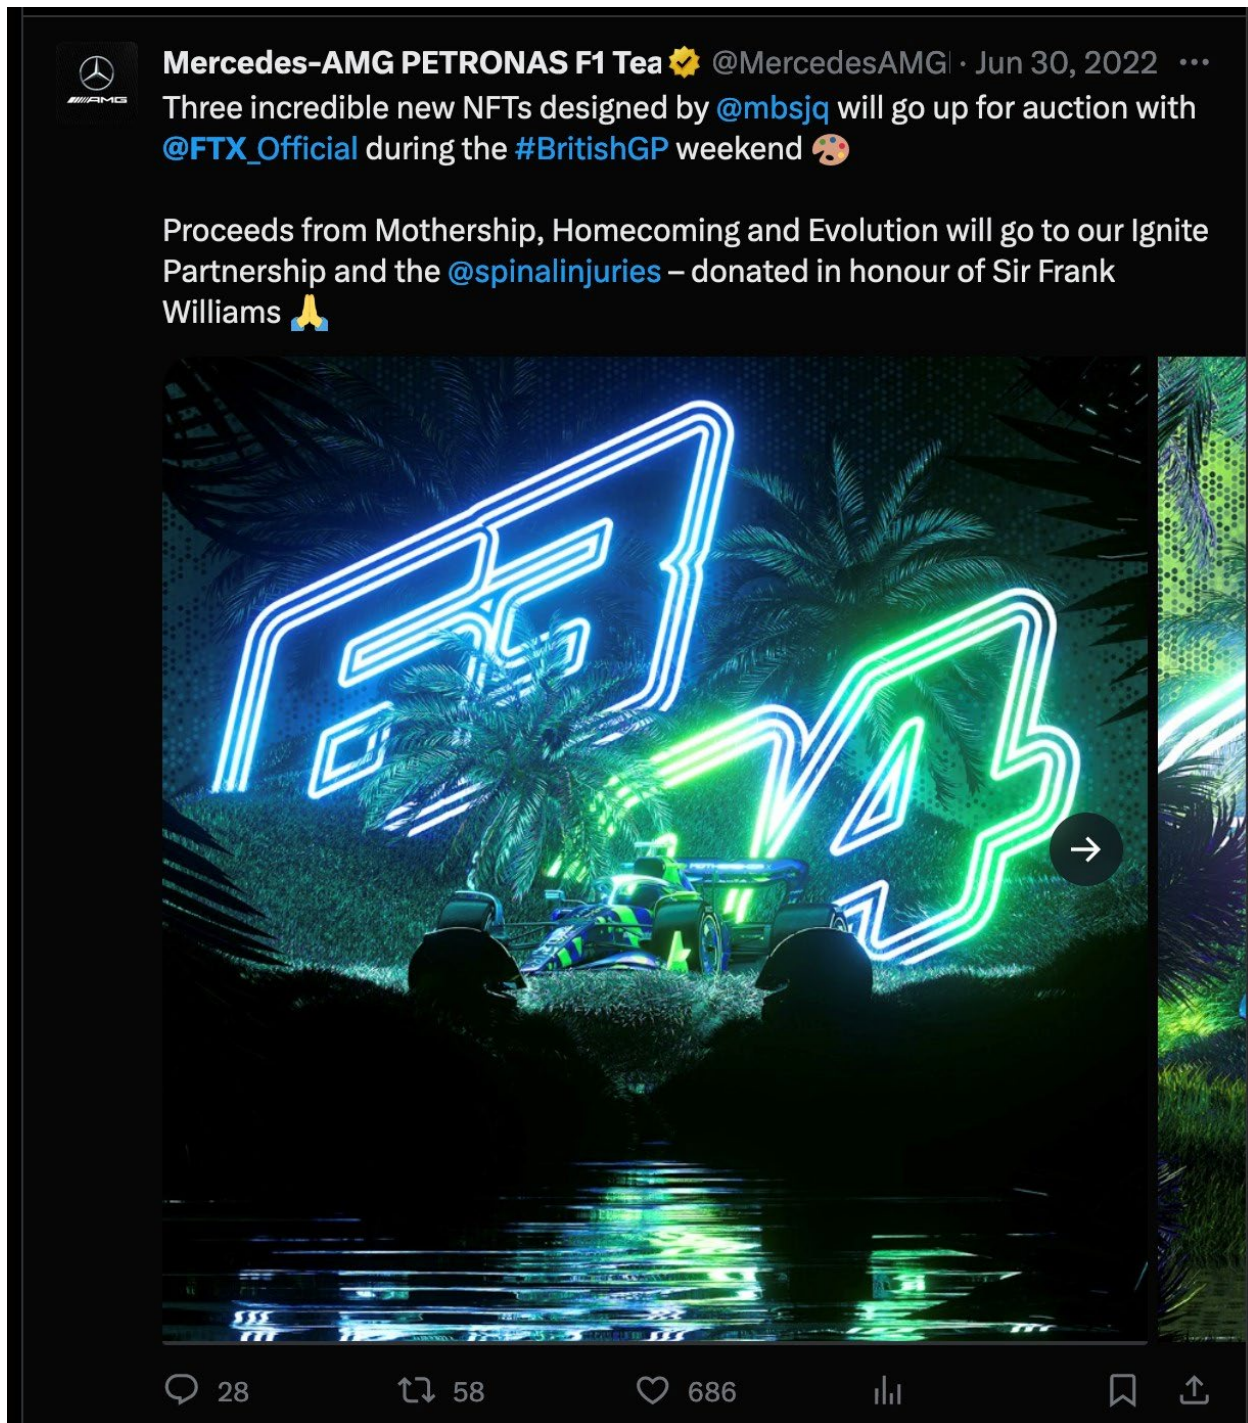 Mercedes-AMG PETRONAS F1 Tea @MercedesAMG · Jun 30, 2022 ···
AMG
Three incredible new NFTs designed by @mbsjq will go up for auction with
@FTX_Official during the #BritishGP weekend 🎨
Proceeds from Mothership, Homecoming and Evolution will go to our Ignite
Partnership and the @spinalinjuries – donated in honour of Sir Frank
Williams 🙏
28 58 686